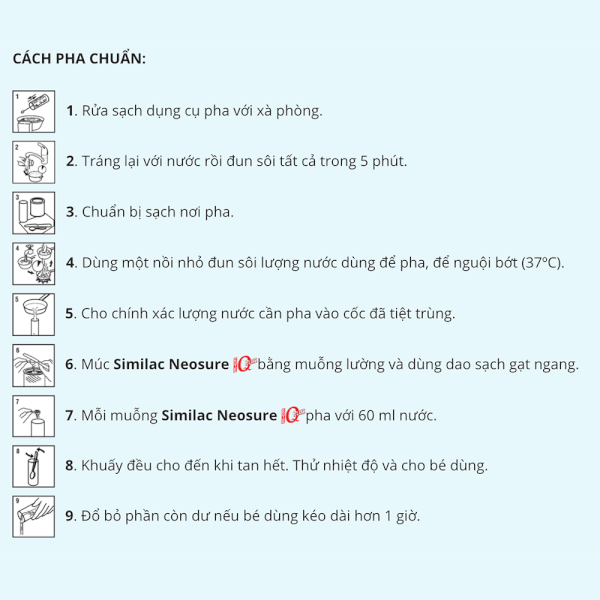 CÁCH PHA CHUẨN:
1. Rửa sạch dụng cụ pha với xà phòng.
2. Tráng lại với nước rồi đun sôi tất cả trong 5 phút.
3. Chuẩn bị sạch nơi pha.
4. Dùng một nồi nhỏ đun sôi lượng nước dùng để pha, để nguội bớt (37°C).
5. Cho chính xác lượng nước cần pha vào cốc đã tiệt trùng.
6. Múc Similac Neosure IQ bằng muỗng lường và dùng dao sạch gạt ngang.
7. Mỗi muỗng Similac Neosure IQ pha với 60 ml nước.
8. Khuấy đều cho đến khi tan hết. Thử nhiệt độ và cho bé dùng.
9. Đổ bỏ phần còn dư nếu bé dùng kéo dài hơn 1 giờ.